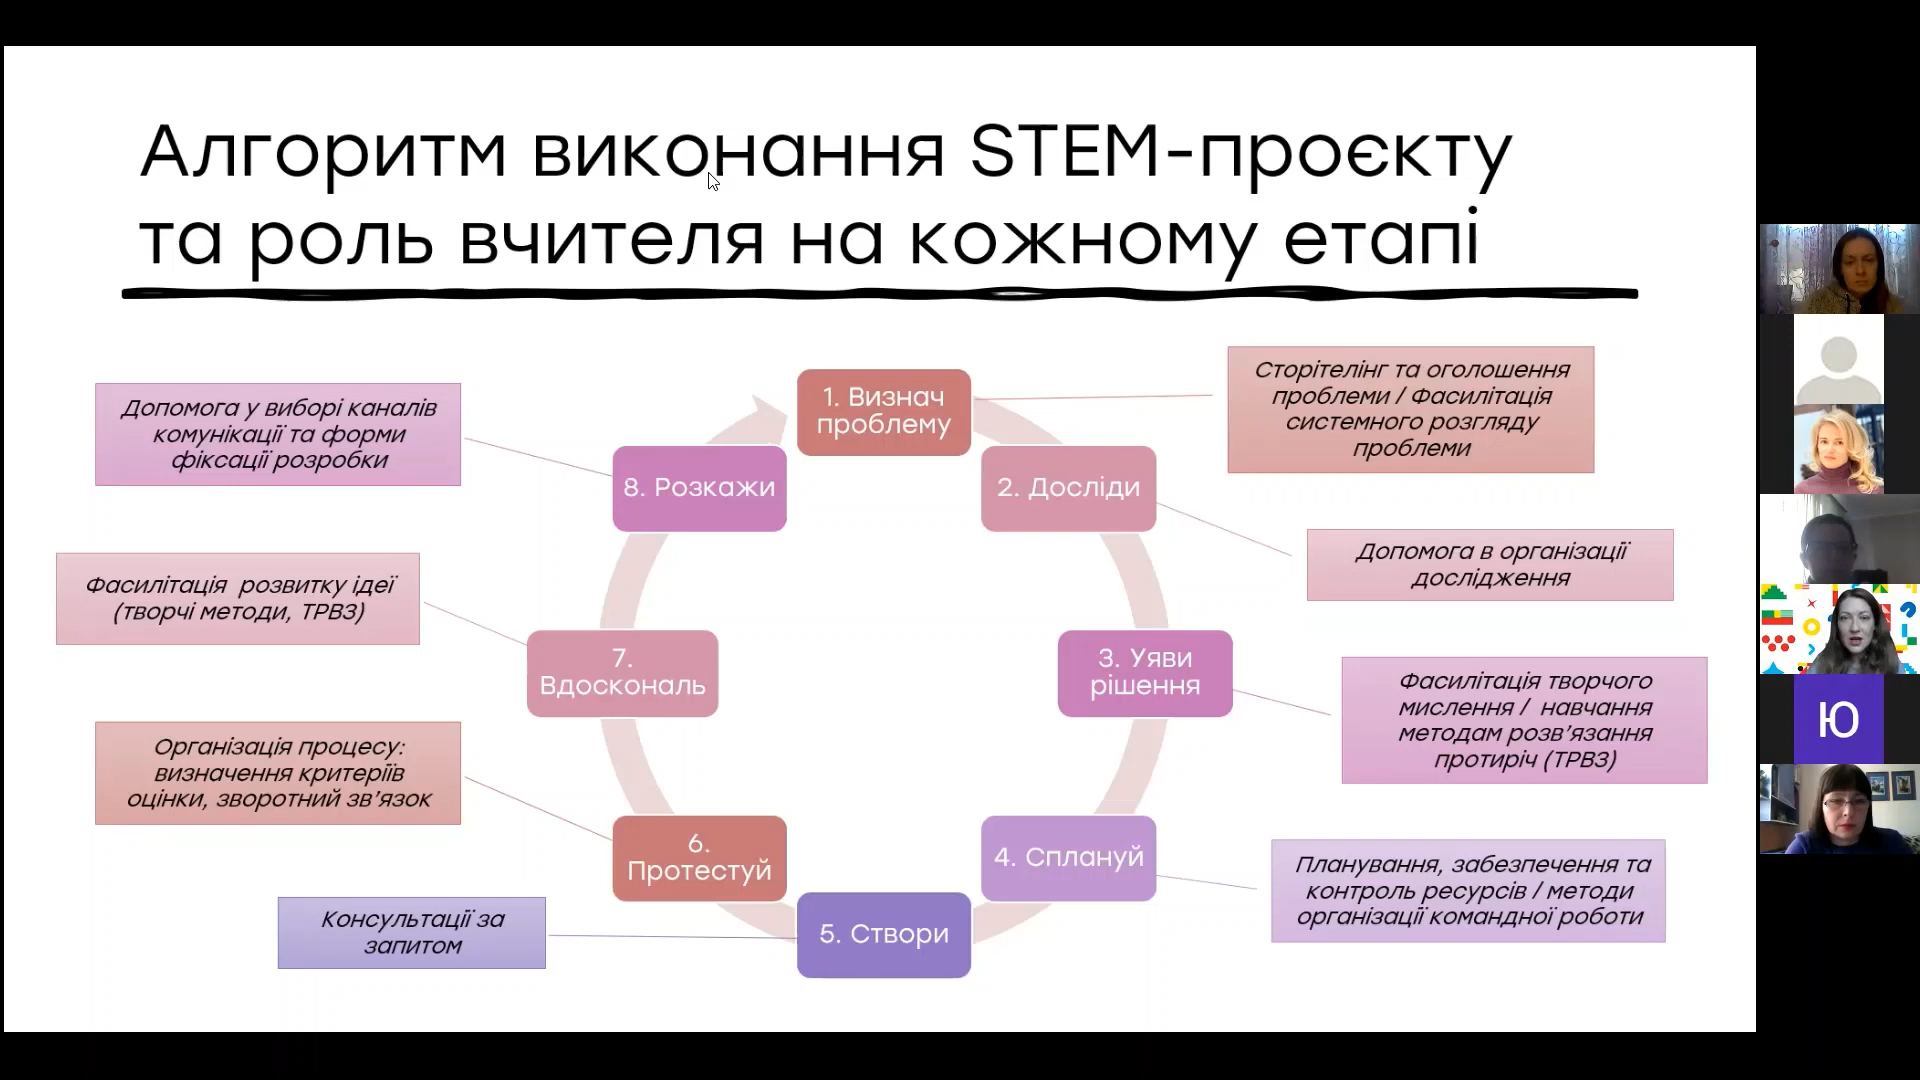 Алгоритм виконання STEM-проєкту
та роль вчителя на кожному етапі
1. Визнач
проблему
Сторітелінг та оголошення
проблеми / Фасилітація
системного розгляду
проблеми
2. Досліди
Допомога в організації
дослідження
3. Уяви
рішення
Фасилітація творчого
мислення / навчання
методам розв’язання
протиріч (ТРВЗ)
4. Сплануй
Планування, забезпечення та
контроль ресурсів / методи
організації командної роботи
5. Створи
Консультації за
запитом
6.
Протестуй
Організація процесу:
визначення критеріїв
оцінки, зворотний зв’язок
7.
Вдоскональ
Фасилітація розвитку ідеї
(творчі методи, ТРВЗ)
8. Розкажи
Допомога у виборі каналів
комунікації та форми
фіксації розробки
Ю